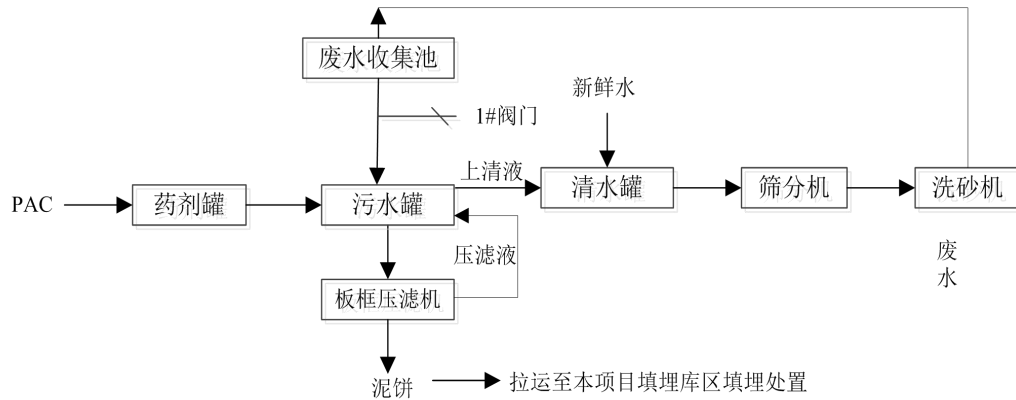 废水收集池
新鲜水
1#阀门
上清液
PAC
药剂罐
污水罐
清水罐
筛分机
洗砂机
压滤液
废
水
板框压滤机
泥饼
拉运至本项目填埋库区填埋处置